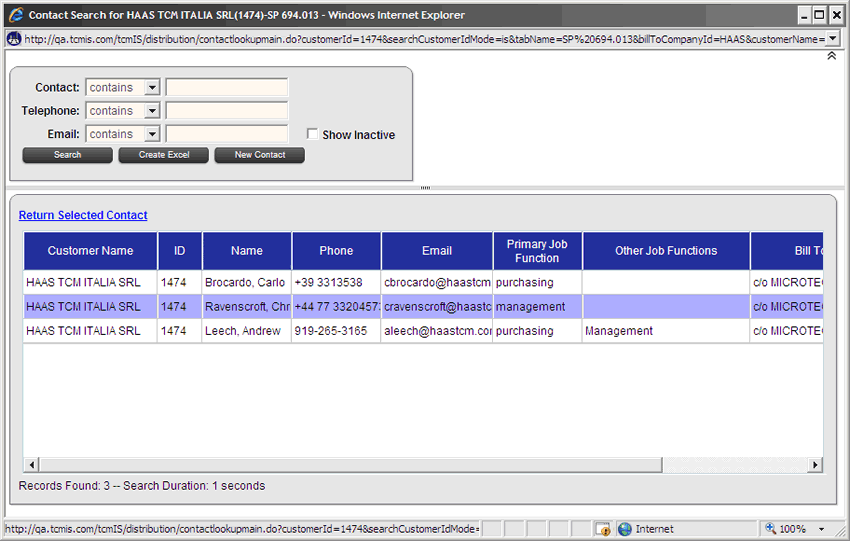 Contact Search for HAAS TCM ITALIA SRL(1474)-SP 694.013 - Windows Internet Explorer
http://qa.tcmis.com/tcmIS/distribution/contactlookupmain.do?customerId=1474&searchCustomerIdMode=is&tabName=SP%20694.013&billToCompanyId=HAAS&customerName=
Contact: contains
Telephone: contains
Email: contains Show Inactive
Search Create Excel New Contact
Return Selected Contact
Customer Name ID Name Phone Email Primary Job Function Other Job Functions Bill To
HAAS TCM ITALIA SRL 1474 Brocardo, Carlo +39 3313538 cbrocardo@haastcm purchasing c/o MICROTEC
HAAS TCM ITALIA SRL 1474 Ravenscroft, Chr +44 77 33204573 cravenscroft@haastc management c/o MICROTEC
HAAS TCM ITALIA SRL 1474 Leech, Andrew 919-265-3165 aleech@haastcm.com purchasing Management c/o MICROTEC
Records Found: 3 -- Search Duration: 1 seconds
http://qa.tcmis.com/tcmIS/distribution/contactlookupmain.do?customerId=1474&searchCustomerIdMode= Internet 100%